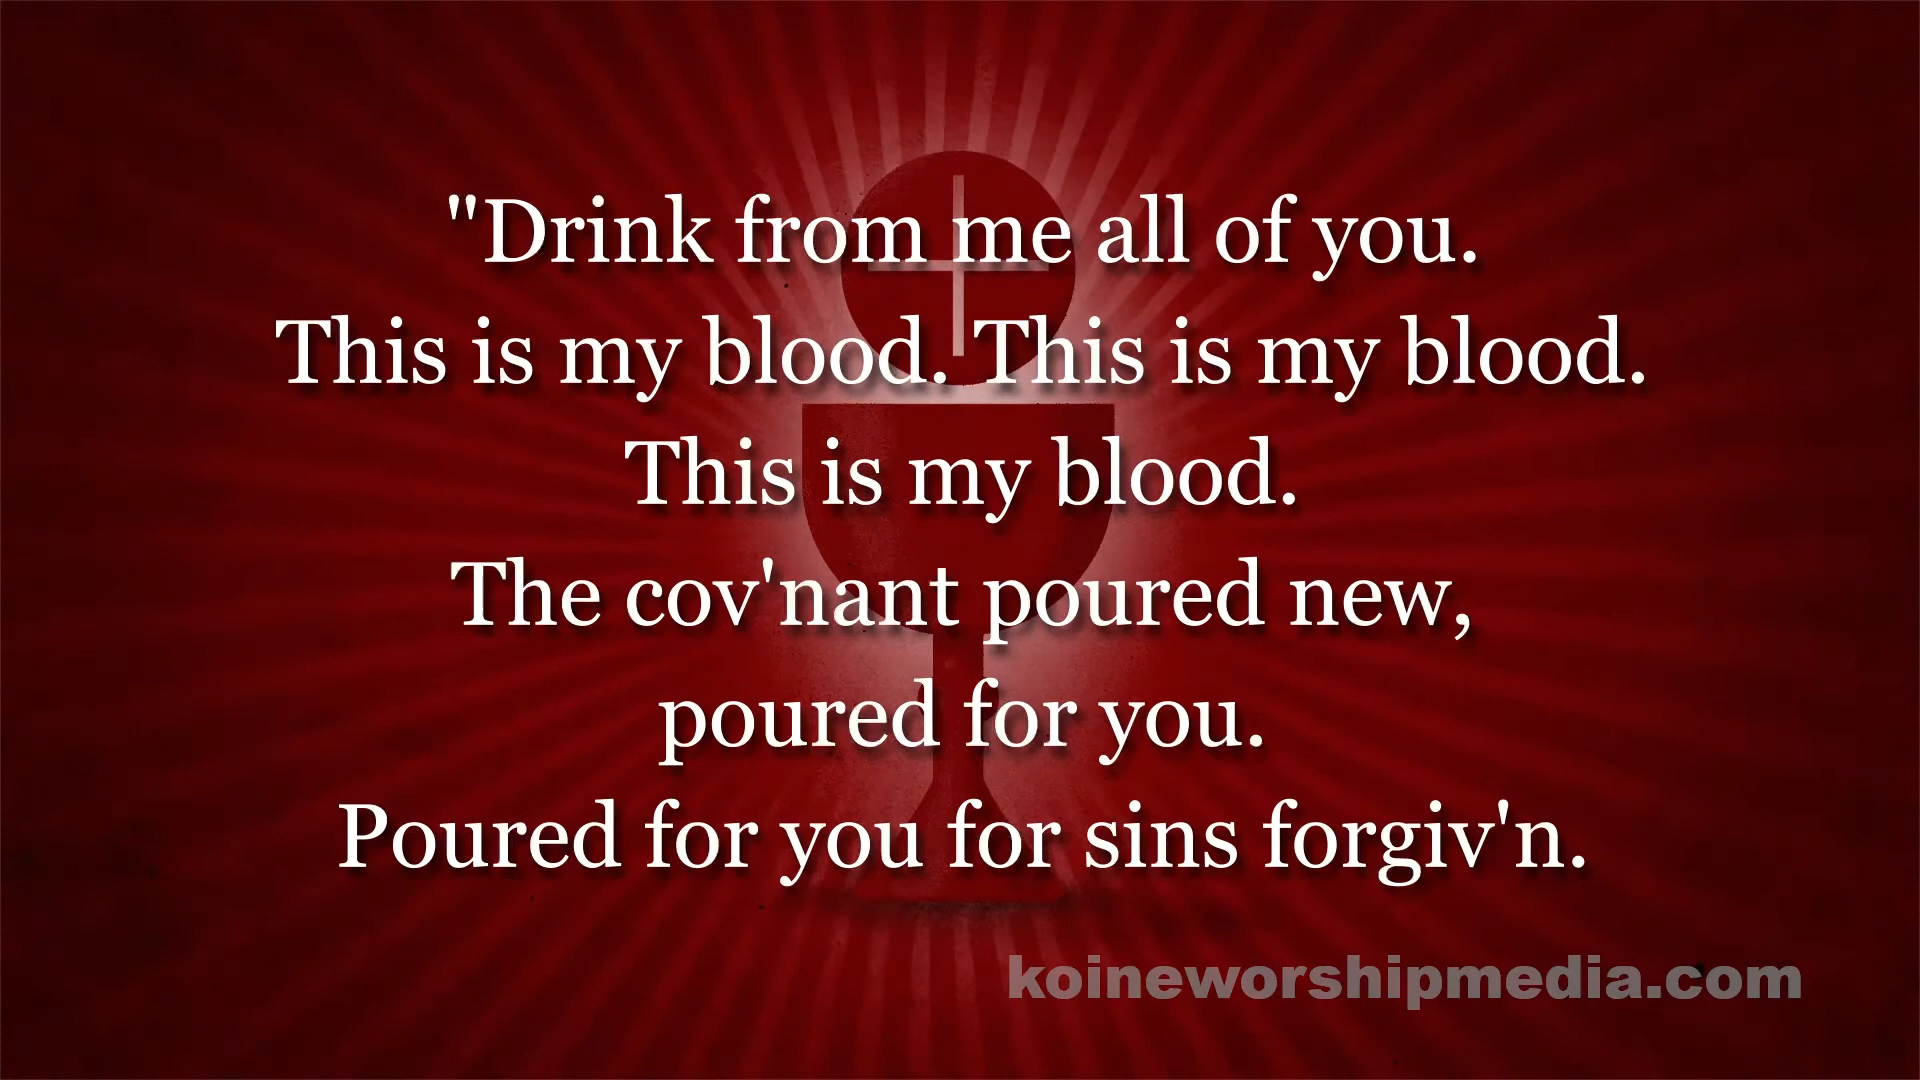 "Drink from me all of you.
This is my blood. This is my blood.
This is my blood.
The cov'nant poured new,
poured for you.
Poured for you for sins forgiv'n.
koineworshipmedia.com